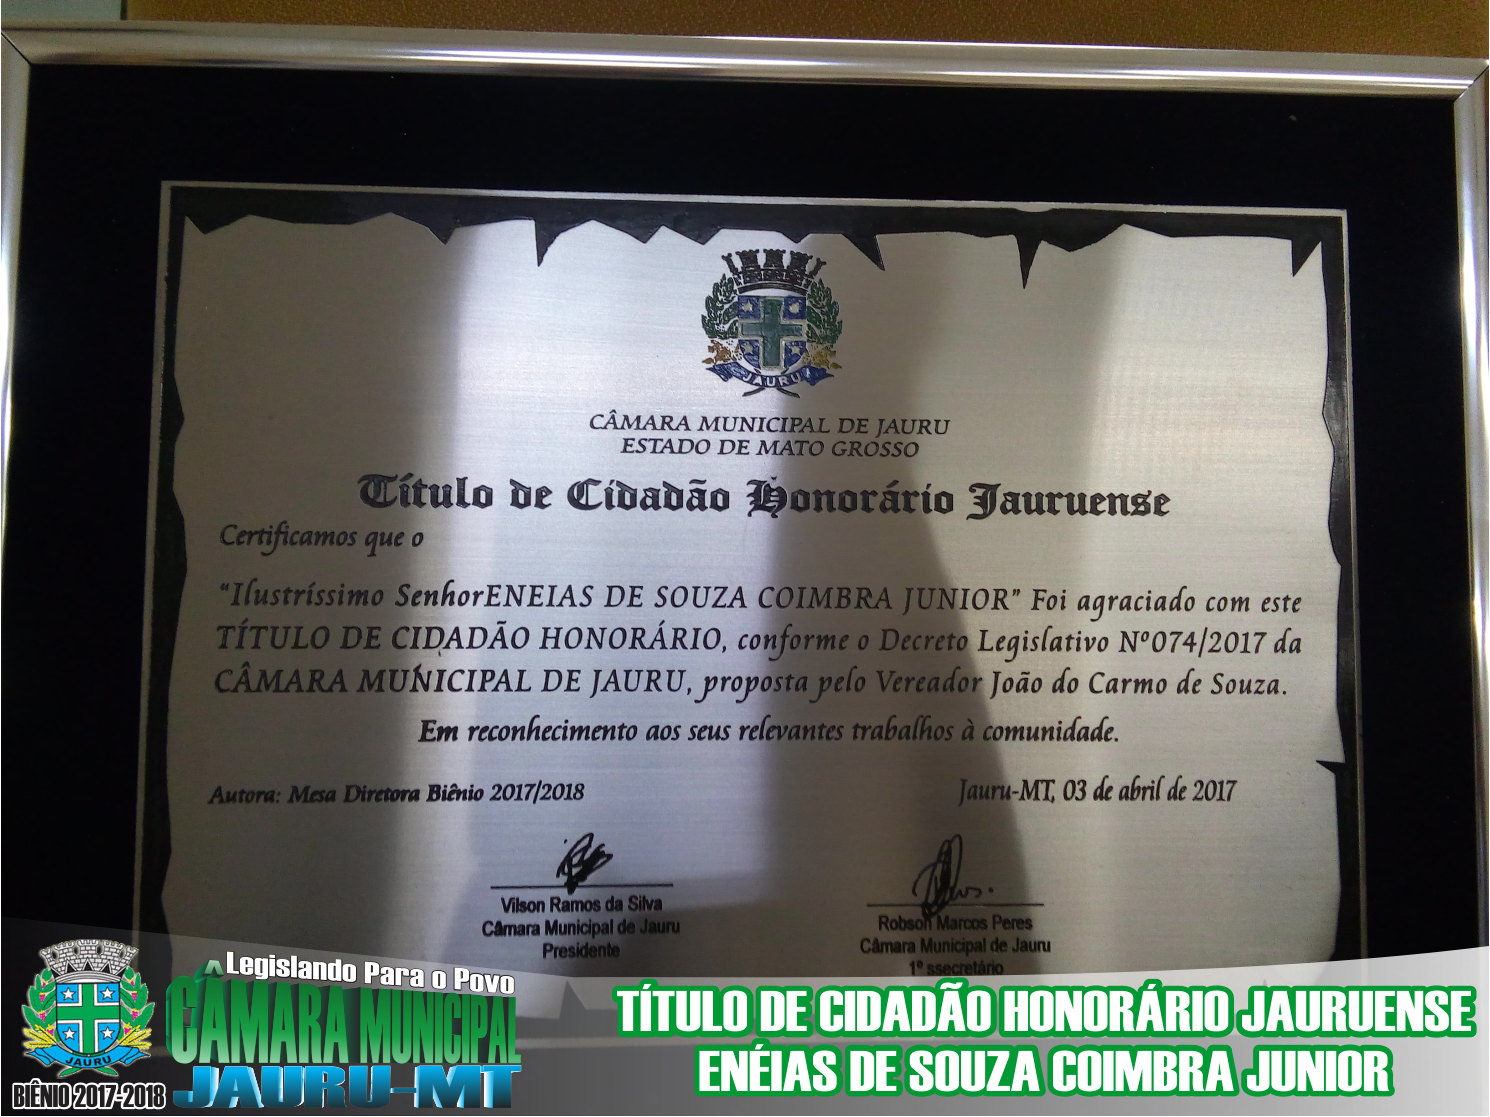 JAURU
CÂMARA MUNICIPAL DE JAURU
ESTADO DE MATO GROSSO
Título de Cidadão Honorário Jauruense
Certificamos que o
“Ilustríssimo SenhorENEIAS DE SOUZA COIMBRA JUNIOR” Foi agraciado com este
TÍTULO DE CIDADÃO HONORÁRIO, conforme o Decreto Legislativo Nº074/2017 da
CÂMARA MUNICIPAL DE JAURU, proposta pelo Vereador João do Carmo de Souza.
Em reconhecimento aos seus relevantes trabalhos à comunidade.
Autora: Mesa Diretora Biênio 2017/2018
Jauru-MT, 03 de abril de 2017
Vilson Ramos da Silva
Câmara Municipal de Jauru
Presidente
Robson Marcos Peres
Câmara Municipal de Jauru
1º ssecretário
JAURU
BIÊNIO 2017-2018
Legislando Para o Povo
CÂMARA MUNICIPAL
JAURU-MT
TÍTULO DE CIDADÃO HONORÁRIO JAURUENSE
ENÉIAS DE SOUZA COIMBRA JUNIOR